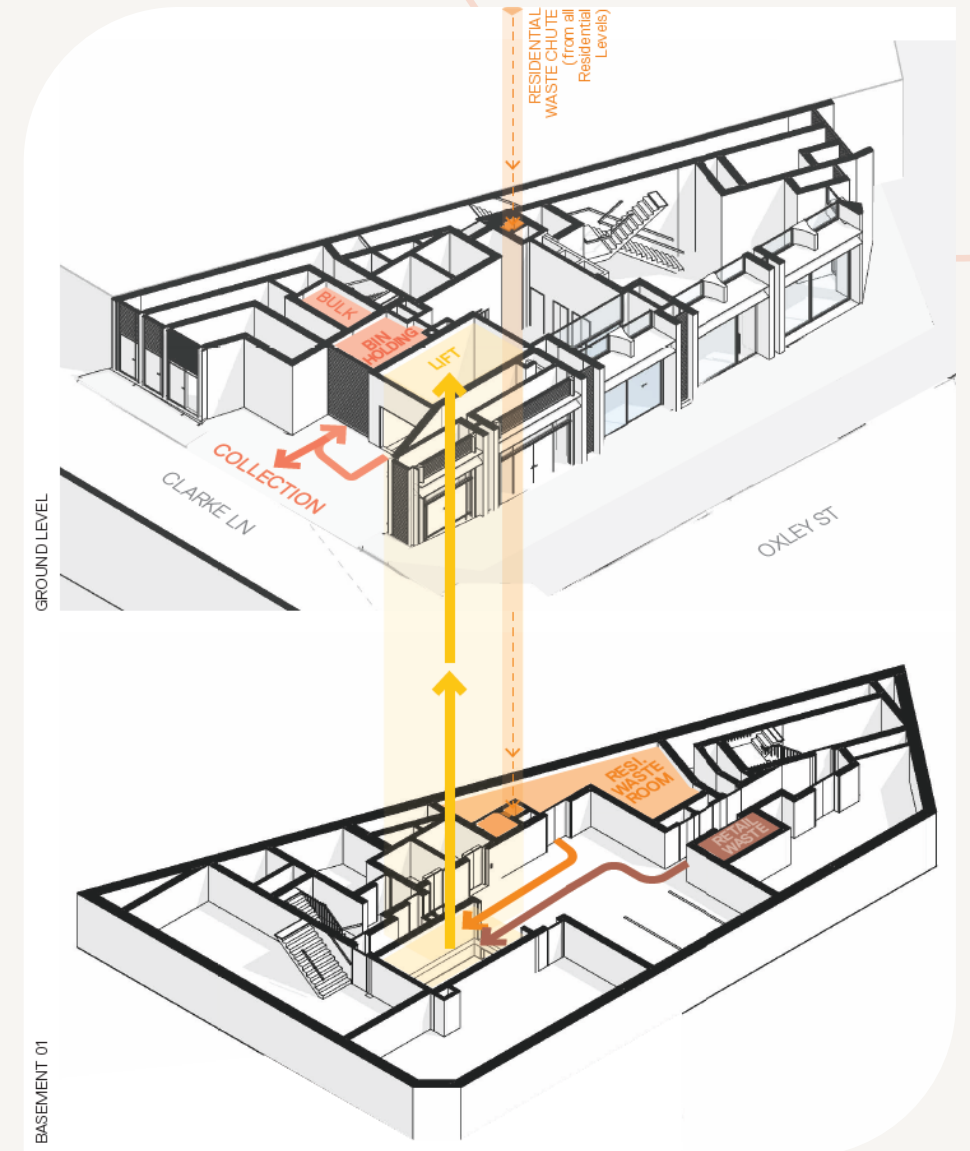 RESIDENTIAL
WASTE CHUTE
(from all
Residential
Levels)
BULK
BIN
HOLDING
LIFT
COLLECTION
CLARKE LN
OXLEY ST
GROUND LEVEL
RESI.
WASTE
ROOM
RETAIL
WASTE
BASEMENT 01